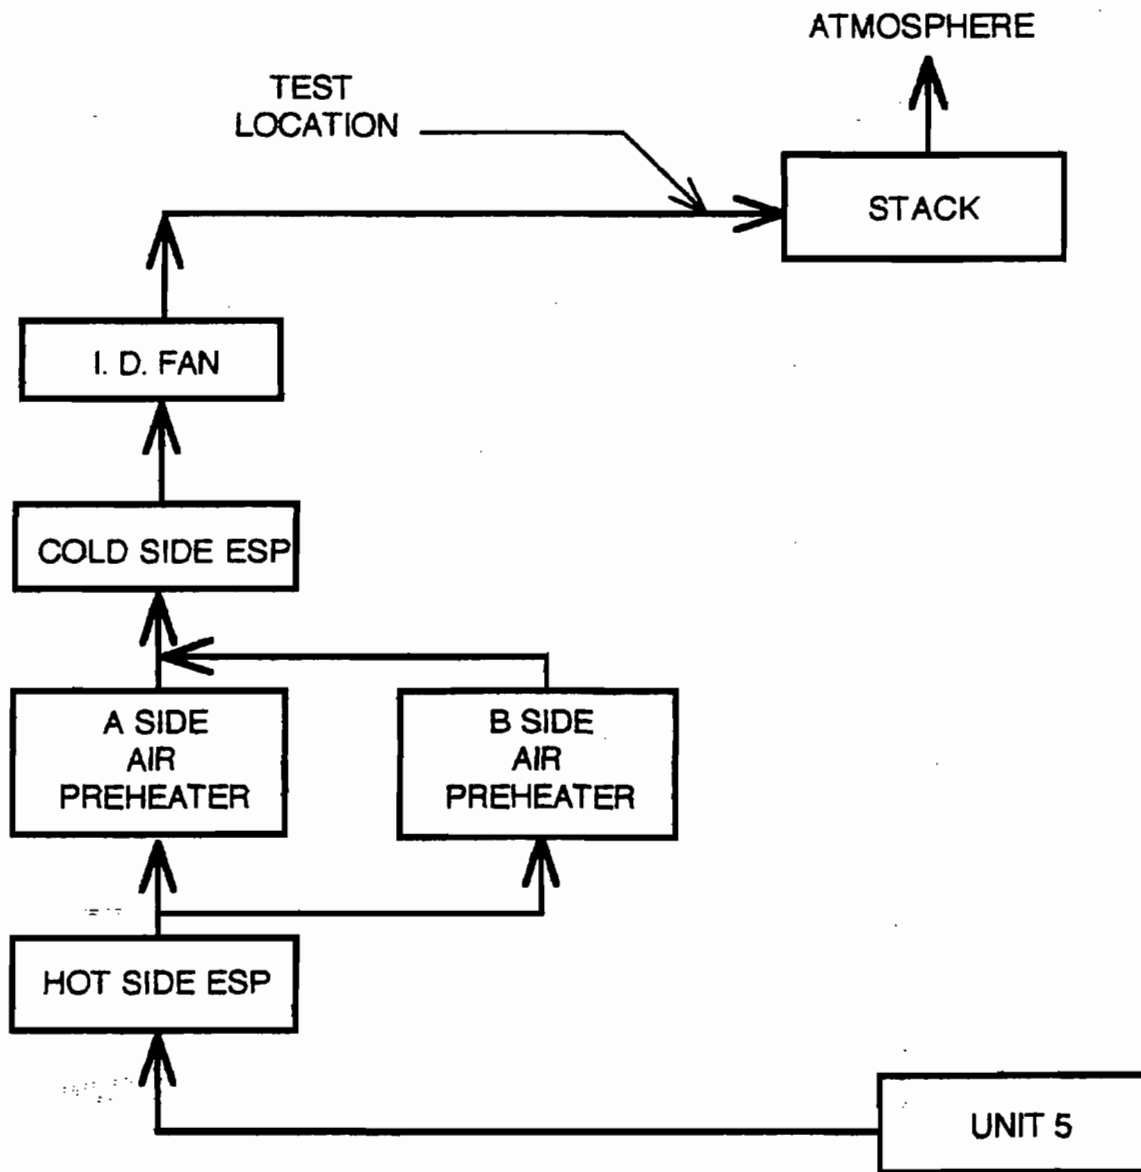 ATMOSPHERE
TEST
LOCATION
STACK
I. D. FAN
COLD SIDE ESP
A SIDE
AIR
PREHEATER
B SIDE
AIR
PREHEATER
HOT SIDE ESP
UNIT 5